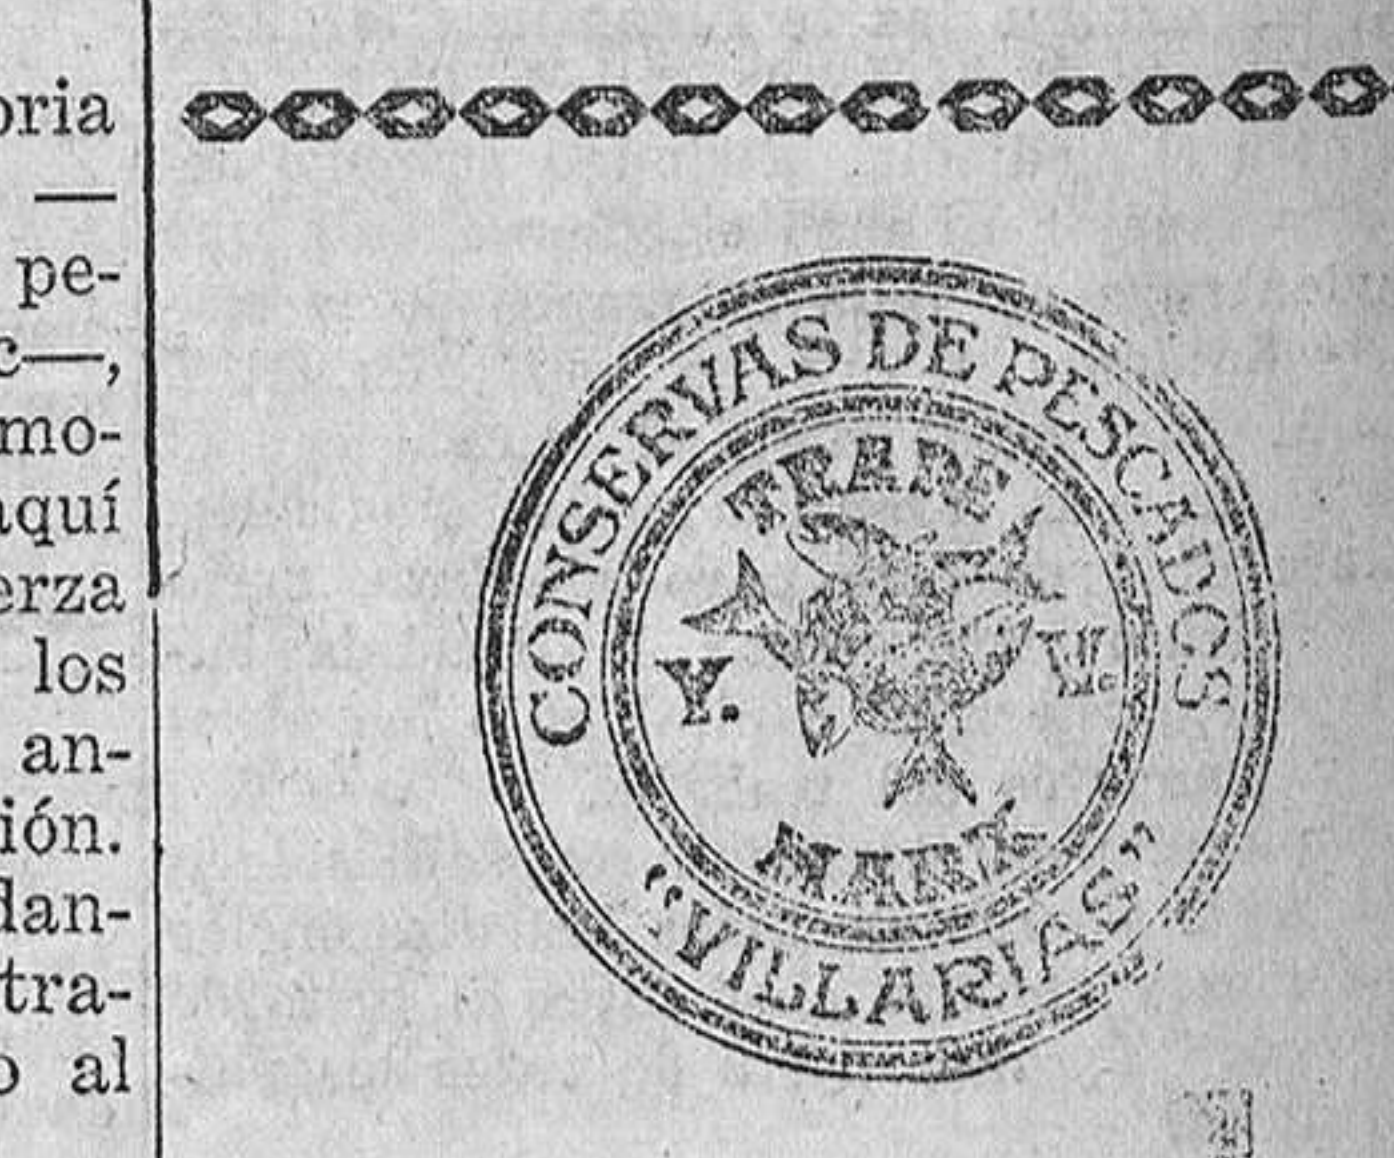 oria
—
pe-
c—,
mo-
aquí
erza
los
an-
ión.
dan-
tra-
o al
CONSERVAS DE PESCADOS
TRADE
Y. V.
MARK
“VILLARIAS”